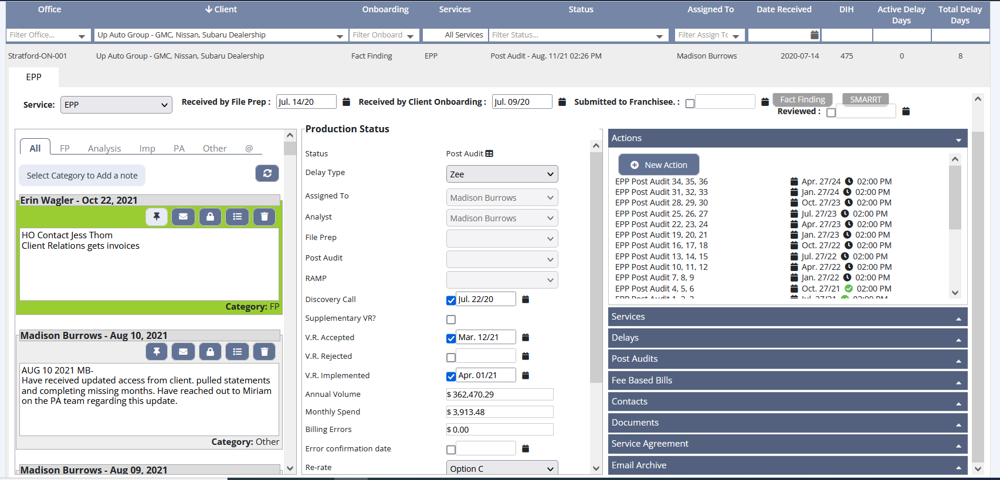 Office Client Onboarding Services Status Assigned To Date Received DIH Active Delay Days Total Delay Days
Filter Office... Up Auto Group - GMC, Nissan, Subaru Dealership Filter Onboard All Services Filter Status... Filter Assign Tc
Stratford-ON-001 Up Auto Group - GMC, Nissan, Subaru Dealership Fact Finding EPP Post Audit - Aug. 11/21 02:26 PM Madison Burrows 2020-07-14 475 0 8
EPP
Service: EPP Received by File Prep : Jul. 14/20 Received by Client Onboarding : Jul. 09/20 Submitted to Franchisee. : Fact Finding SMARRT
Reviewed :
All FP Analysis Imp PA Other @
Select Category to Add a note
Erin Wagler - Oct 22, 2021
HO Contact Jess Thom
Client Relations gets invoices
Category: FP
Madison Burrows - Aug 10, 2021
AUG 10 2021 MB-
Have received updated access from client. pulled statements
and completing missing months. Have reached out to Miriam
on the PA team regarding this update.
Category: Other
Madison Burrows - Aug 09, 2021
Production Status
Status Post Audit
Delay Type Zee
Assigned To Madison Burrows
Analyst Madison Burrows
File Prep
Post Audit
RAMP
Discovery Call Jul. 22/20
Supplementary VR?
V.R. Accepted Mar. 12/21
V.R. Rejected
V.R. Implemented Apr. 01/21
Annual Volume $ 362,470.29
Monthly Spend $ 3,913.48
Billing Errors $ 0.00
Error confirmation date
Re-rate Option C
Actions
New Action
EPP Post Audit 34, 35, 36 Apr. 27/24 02:00 PM
EPP Post Audit 31, 32, 33 Jan. 27/24 02:00 PM
EPP Post Audit 28, 29, 30 Oct. 27/23 02:00 PM
EPP Post Audit 25, 26, 27 Jul. 27/23 02:00 PM
EPP Post Audit 22, 23, 24 Apr. 27/23 02:00 PM
EPP Post Audit 19, 20, 21 Jan. 27/23 02:00 PM
EPP Post Audit 16, 17, 18 Oct. 27/22 02:00 PM
EPP Post Audit 13, 14, 15 Jul. 27/22 02:00 PM
EPP Post Audit 10, 11, 12 Apr. 27/22 02:00 PM
EPP Post Audit 7, 8, 9 Jan. 27/22 02:00 PM
EPP Post Audit 4, 5, 6 Oct. 27/21 02:00 PM
EPP Post Audit 1, 2, 3 Jul. 27/21 02:00 PM
Services
Delays
Post Audits
Fee Based Bills
Contacts
Documents
Service Agreement
Email Archive